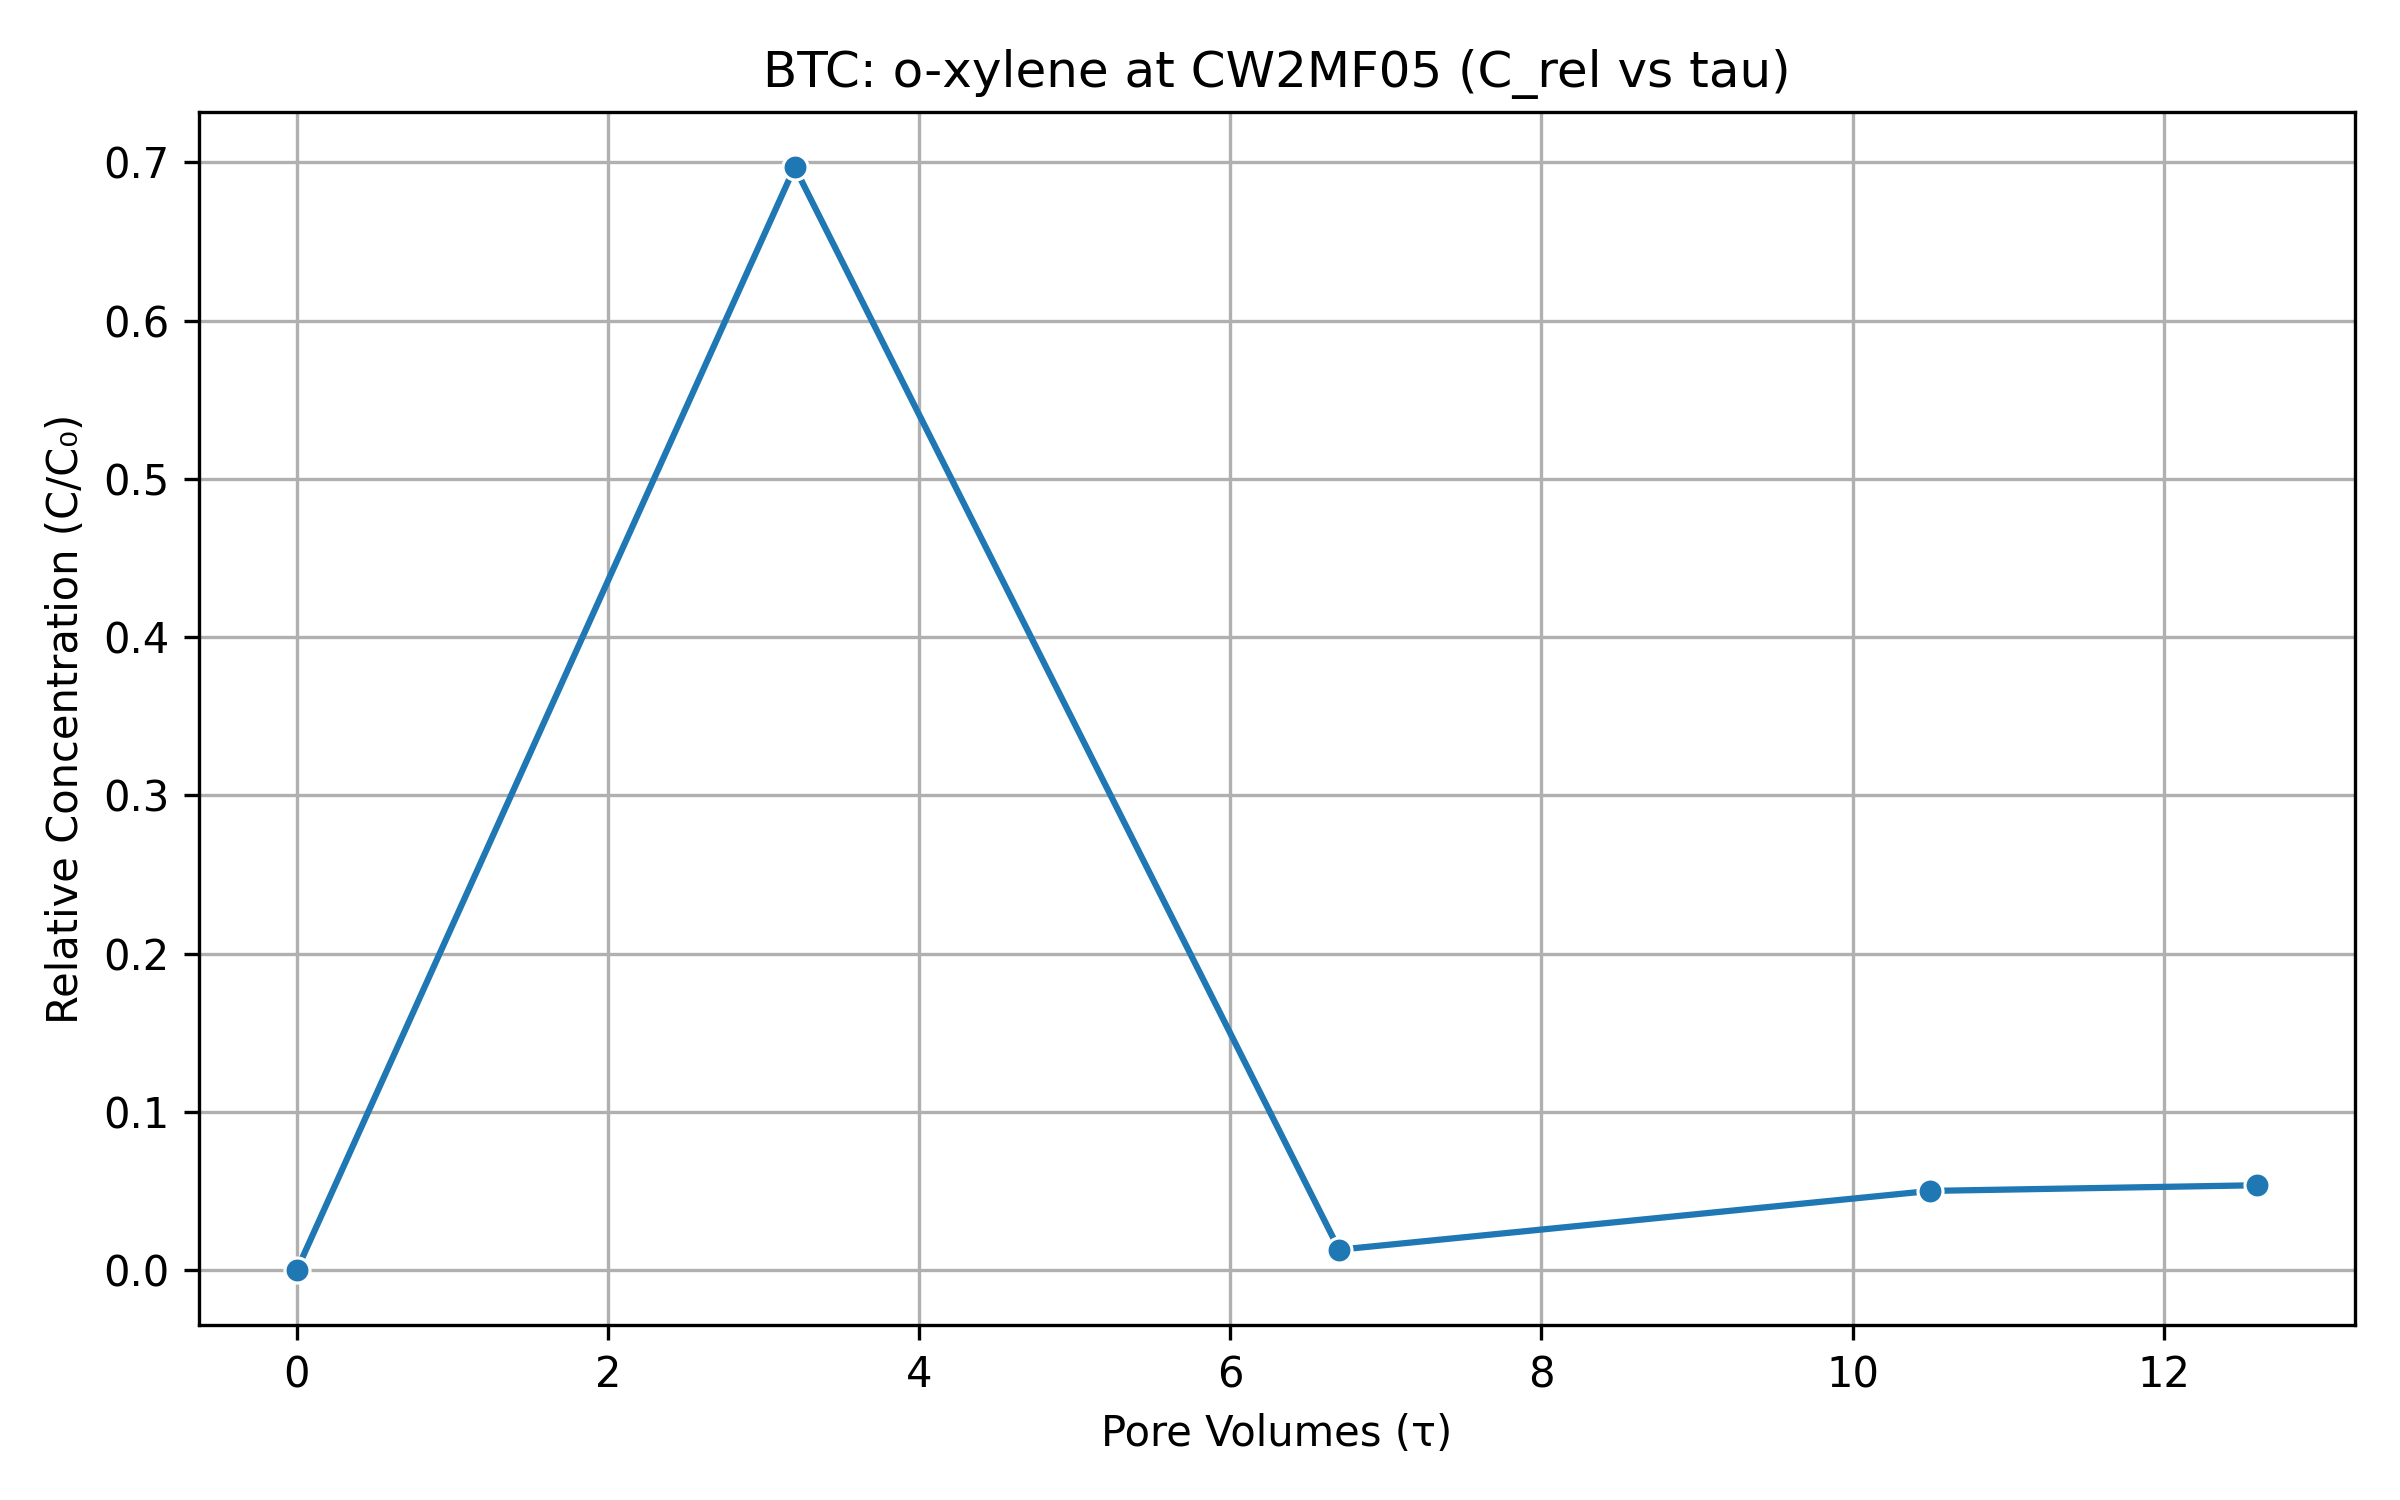 BTC: o-xylene at CW2MF05 (C_rel vs tau)
Relative Concentration (C/C₀)
0.7
0.6
0.5
0.4
0.3
0.2
0.1
0.0
0 2 4 6 8 10 12
Pore Volumes (τ)